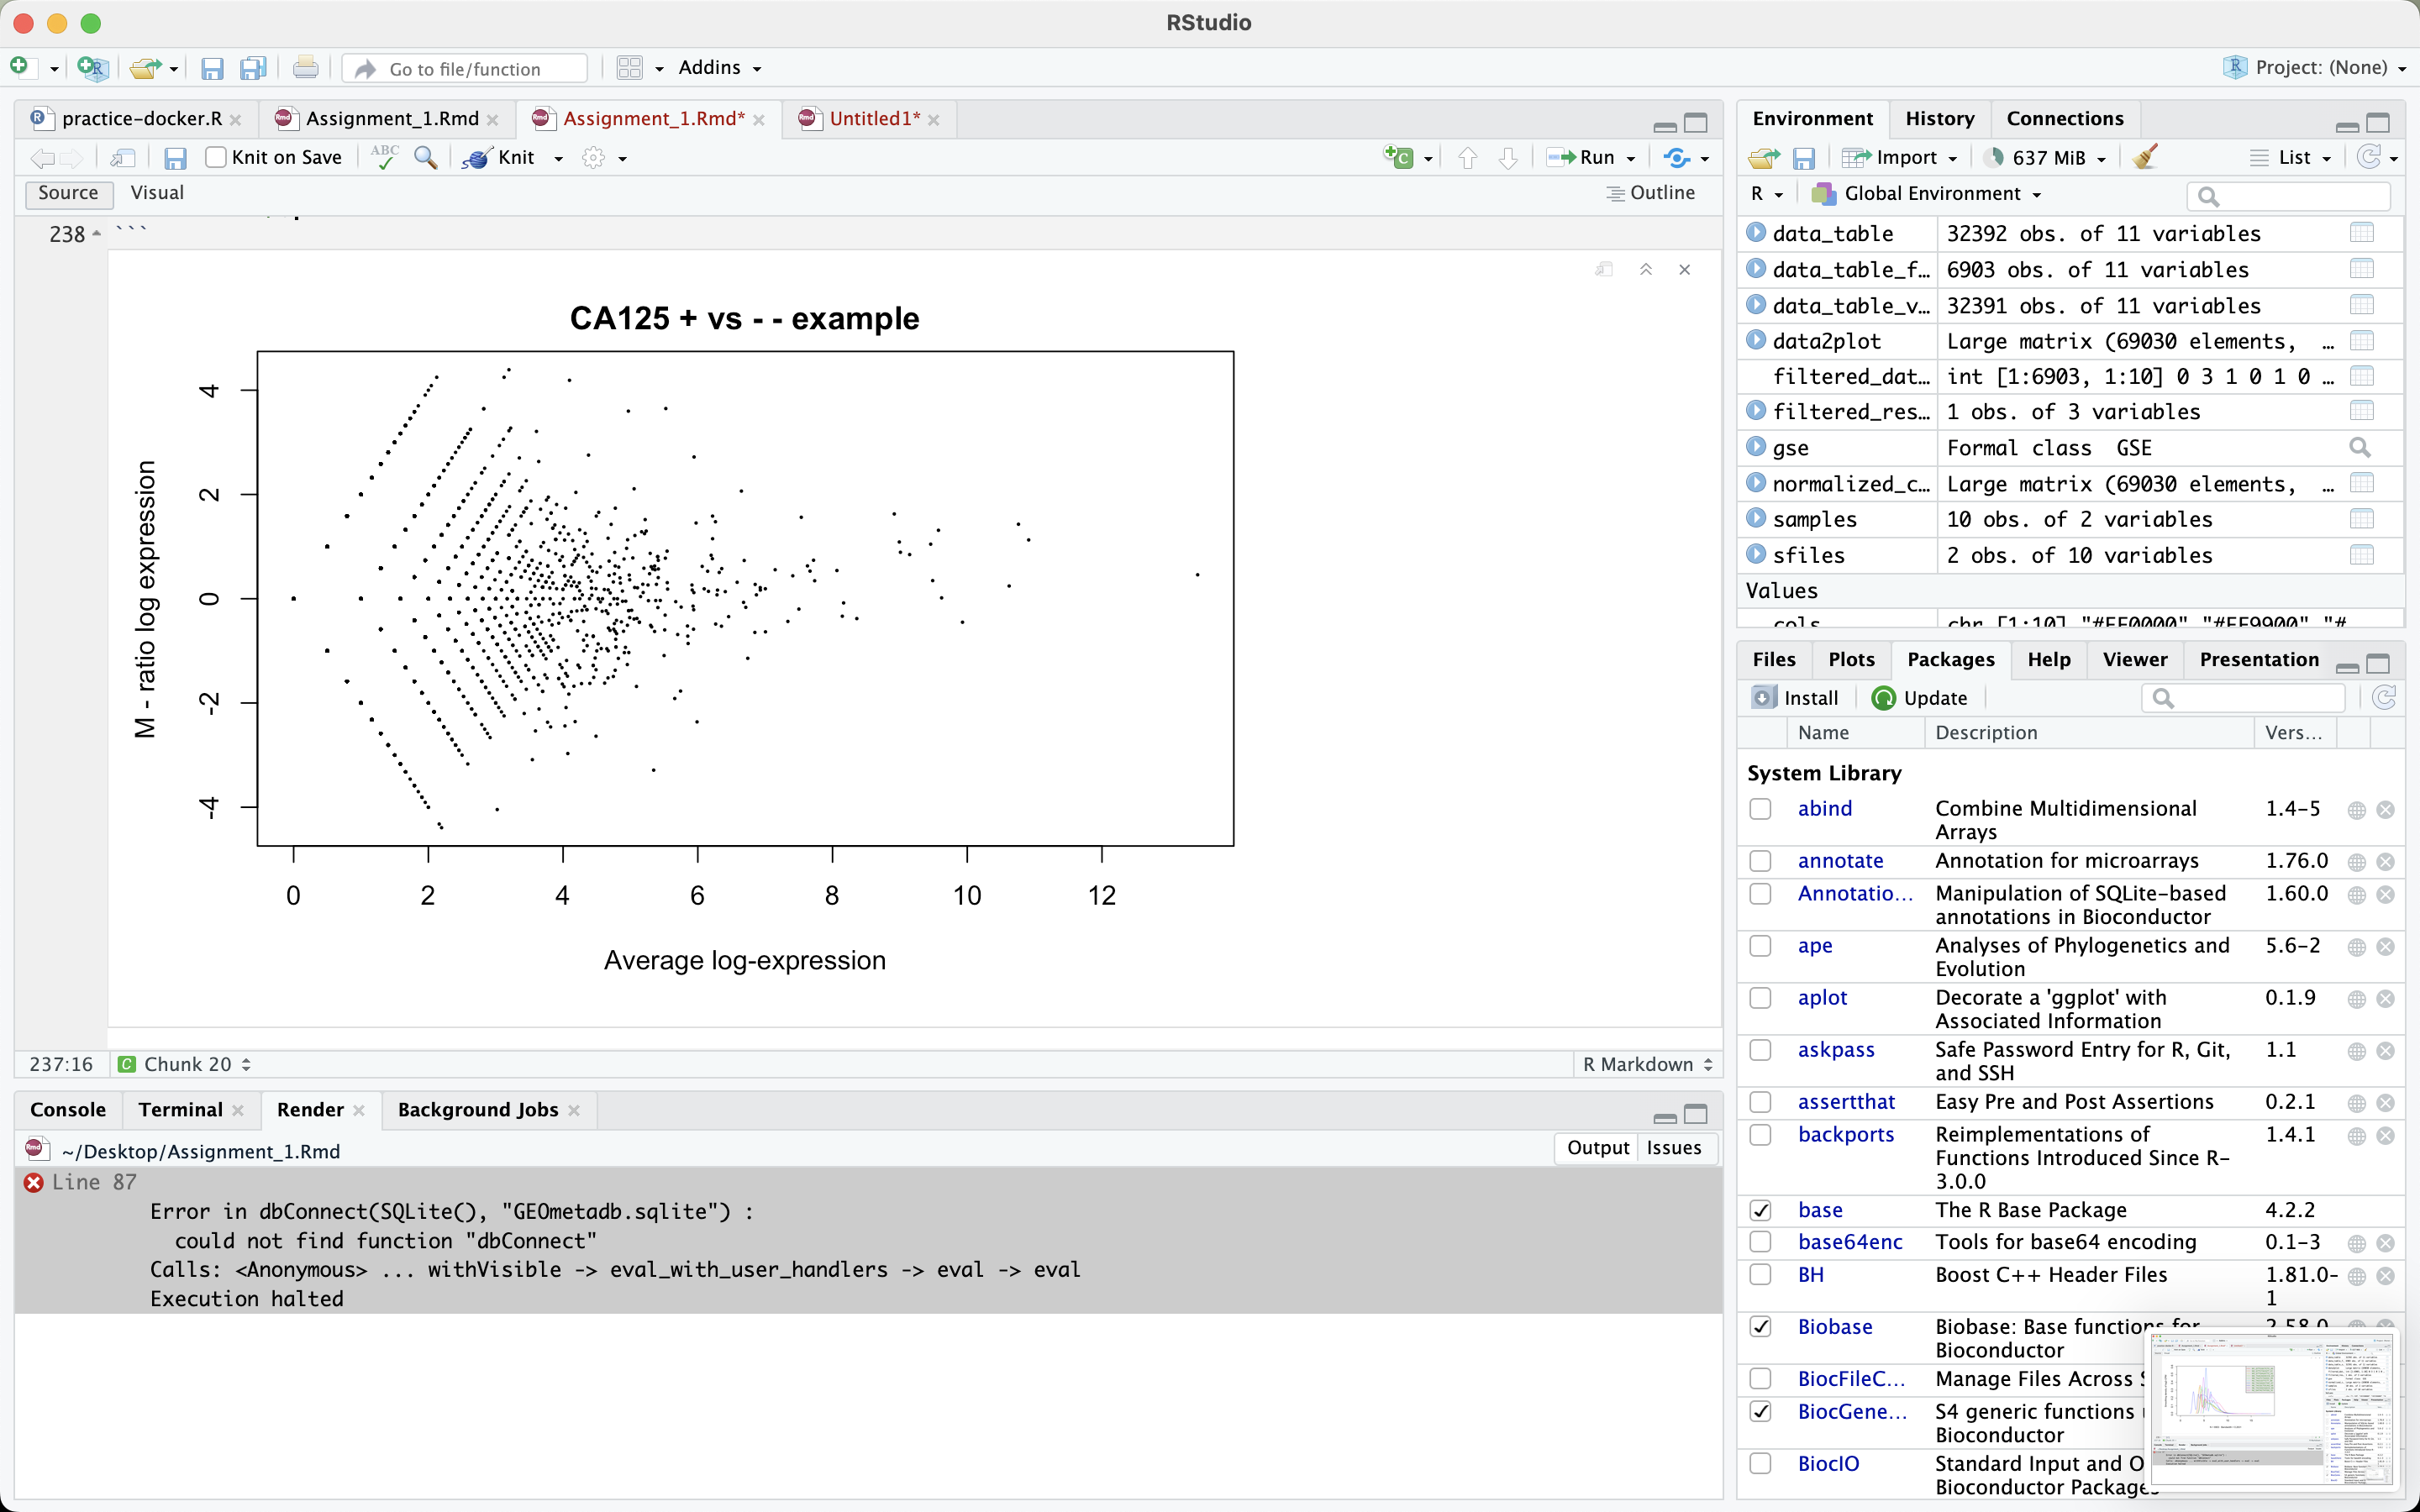 RStudio
Go to file/function
Addins
Project: (None)
practice-docker.R
Assignment_1.Rmd
Assignment_1.Rmd*
Untitled1*
Knit on Save
ABC
Knit
Run
Source
Visual
Outline
238
```
CA125 + vs - - example
M - ratio log expression
4
2
0
-2
-4
0
2
4
6
8
10
12
Average log-expression
237:16
Chunk 20
R Markdown
Console
Terminal
Render
Background Jobs
~/Desktop/Assignment_1.Rmd
Output
Issues
Line 87
Error in dbConnect(SQLite(), "GEOmetadb.sqlite") :
could not find function "dbConnect"
Calls: <Anonymous> ... withVisible -> eval_with_user_handlers -> eval -> eval
Execution halted
Environment
History
Connections
Import
637 MiB
List
R
Global Environment
data_table 32392 obs. of 11 variables
data_table_f… 6903 obs. of 11 variables
data_table_v… 32391 obs. of 11 variables
data2plot Large matrix (69030 elements, …
filtered_dat… int [1:6903, 1:10] 0 3 1 0 1 0 …
filtered_res… 1 obs. of 3 variables
gse Formal class GSE
normalized_c… Large matrix (69030 elements, …
samples 10 obs. of 2 variables
sfiles 2 obs. of 10 variables
Values
cols chr [1:10] "#FF0000" "#FF9900" "#
Files
Plots
Packages
Help
Viewer
Presentation
Install
Update
Name Description Vers…
System Library
abind Combine Multidimensional 1.4-5
Arrays
annotate Annotation for microarrays 1.76.0
Annotatio… Manipulation of SQLite-based 1.60.0
annotations in Bioconductor
ape Analyses of Phylogenetics and 5.6-2
Evolution
aplot Decorate a 'ggplot' with 0.1.9
Associated Information
askpass Safe Password Entry for R, Git, 1.1
and SSH
assertthat Easy Pre and Post Assertions 0.2.1
backports Reimplementations of 1.4.1
Functions Introduced Since R-
3.0.0
base The R Base Package 4.2.2
base64enc Tools for base64 encoding 0.1-3
BH Boost C++ Header Files 1.81.0-
1
Biobase Biobase: Base functions for 2.58.0
Bioconductor
BiocFileC… Manage Files Across
BiocGene… S4 generic functions
Bioconductor
BiocIO Standard Input and O
Bioconductor Packages